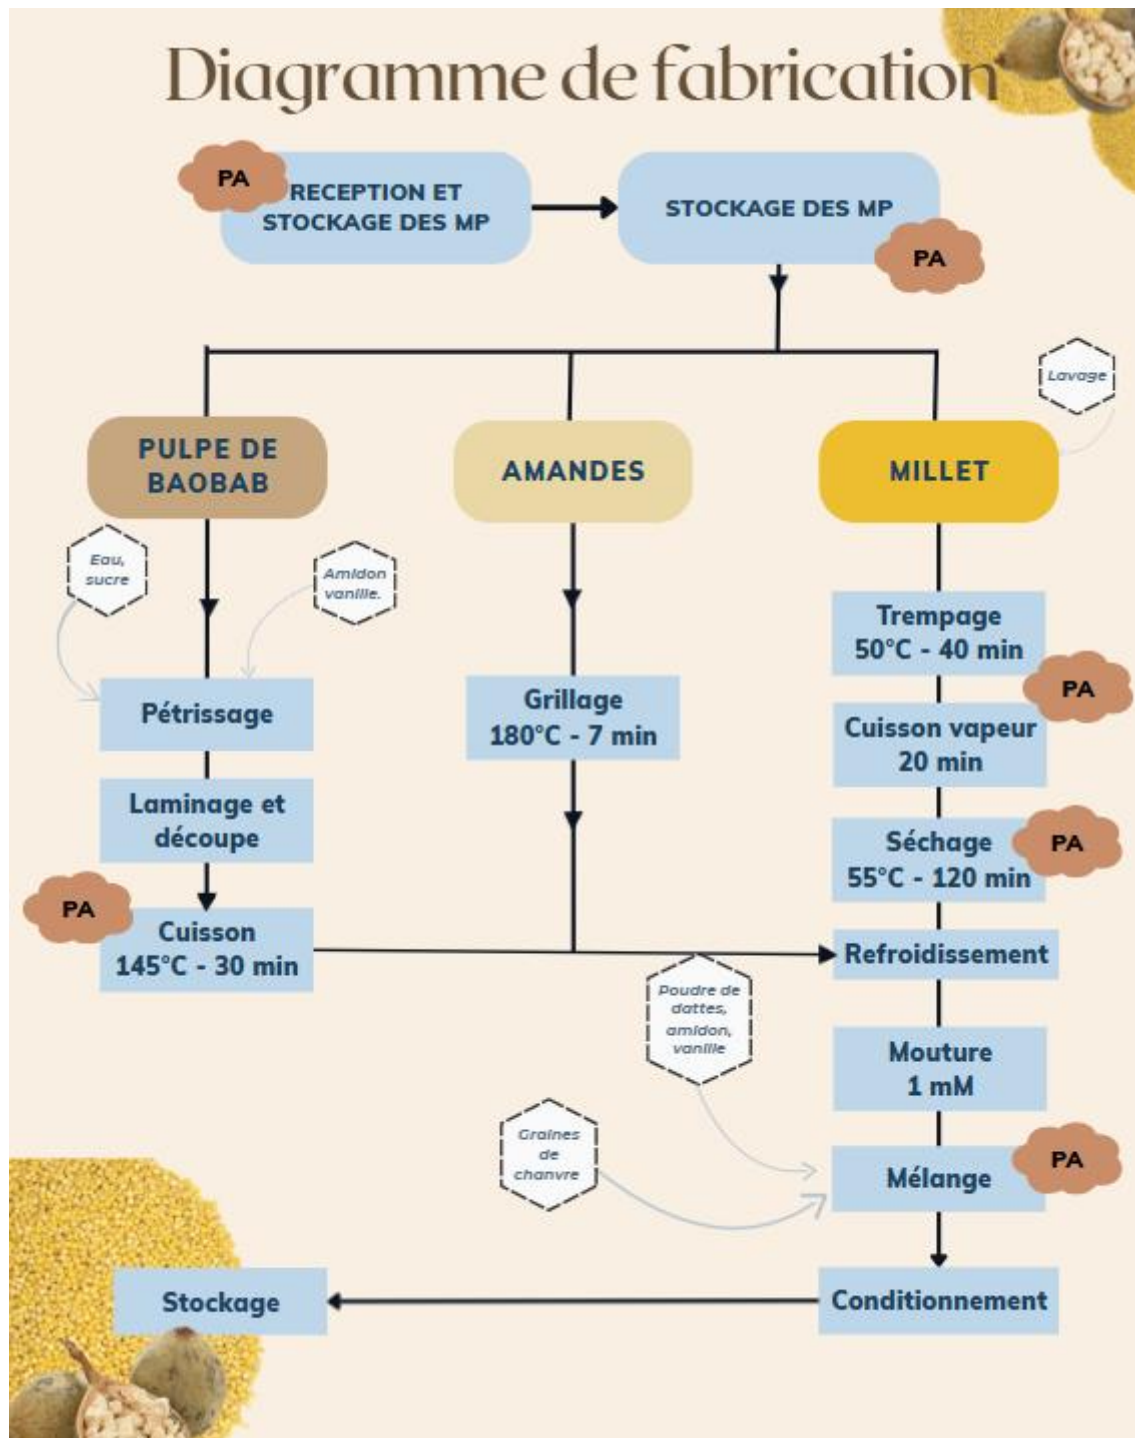 Diagramme de fabrication
PA
RECEPTION ET
STOCKAGE DES MP
STOCKAGE DES MP
PA
Lavage
PULPE DE
BAOBAB
AMANDES
MILLET
Eau,
sucre
Amidon
vanille.
Trempage
50°C - 40 min
PA
Pétrissage
Grillage
180°C - 7 min
Cuisson vapeur
20 min
Laminage et
découpe
Séchage
55°C - 120 min
PA
PA
Cuisson
145°C - 30 min
Refroidissement
Poudre de
dattes,
amidon,
vanille
Mouture
1 mM
Graines
de
chanvre
Mélange
PA
Stockage
Conditionnement